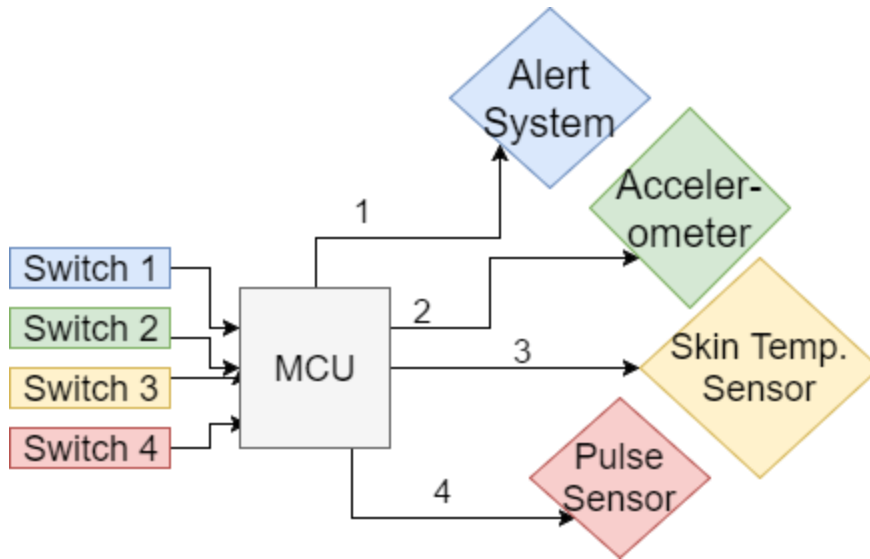 Alert
System
Acceler-
ometer
1
Switch 1
Switch 2
2
Switch 3
MCU
3
Skin Temp.
Sensor
Switch 4
4
Pulse
Sensor